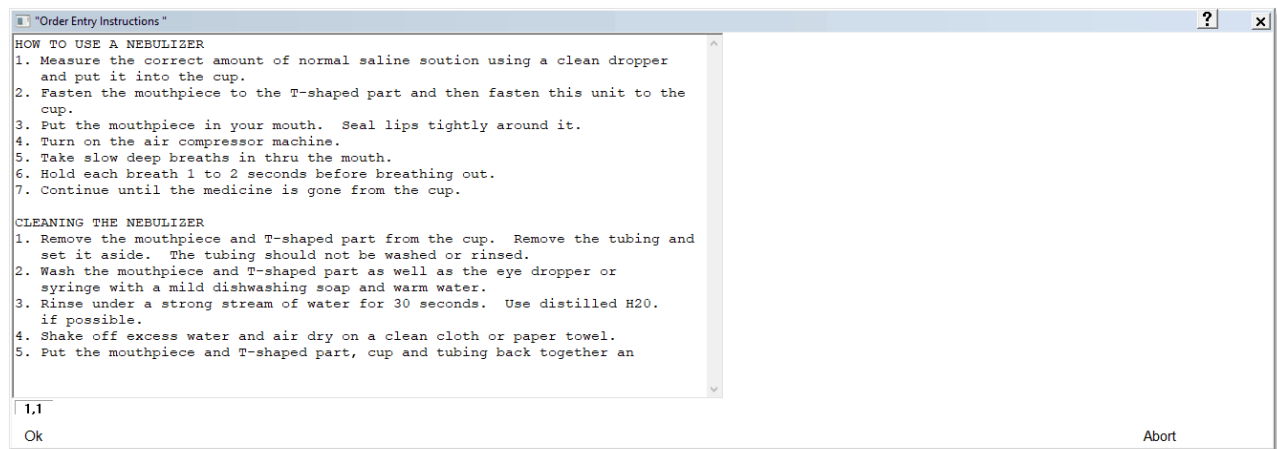 "Order Entry Instructions "
? x
HOW TO USE A NEBULIZER
1. Measure the correct amount of normal saline soution using a clean dropper
and put it into the cup.
2. Fasten the mouthpiece to the T-shaped part and then fasten this unit to the
cup.
3. Put the mouthpiece in your mouth.  Seal lips tightly around it.
4. Turn on the air compressor machine.
5. Take slow deep breaths in thru the mouth.
6. Hold each breath 1 to 2 seconds before breathing out.
7. Continue until the medicine is gone from the cup.

CLEANING THE NEBULIZER
1. Remove the mouthpiece and T-shaped part from the cup.  Remove the tubing and
set it aside.  The tubing should not be washed or rinsed.
2. Wash the mouthpiece and T-shaped part as well as the eye dropper or
syringe with a mild dishwashing soap and warm water.
3. Rinse under a strong stream of water for 30 seconds.  Use distilled H20.
if possible.
4. Shake off excess water and air dry on a clean cloth or paper towel.
5. Put the mouthpiece and T-shaped part, cup and tubing back together an
1,1
Ok Abort